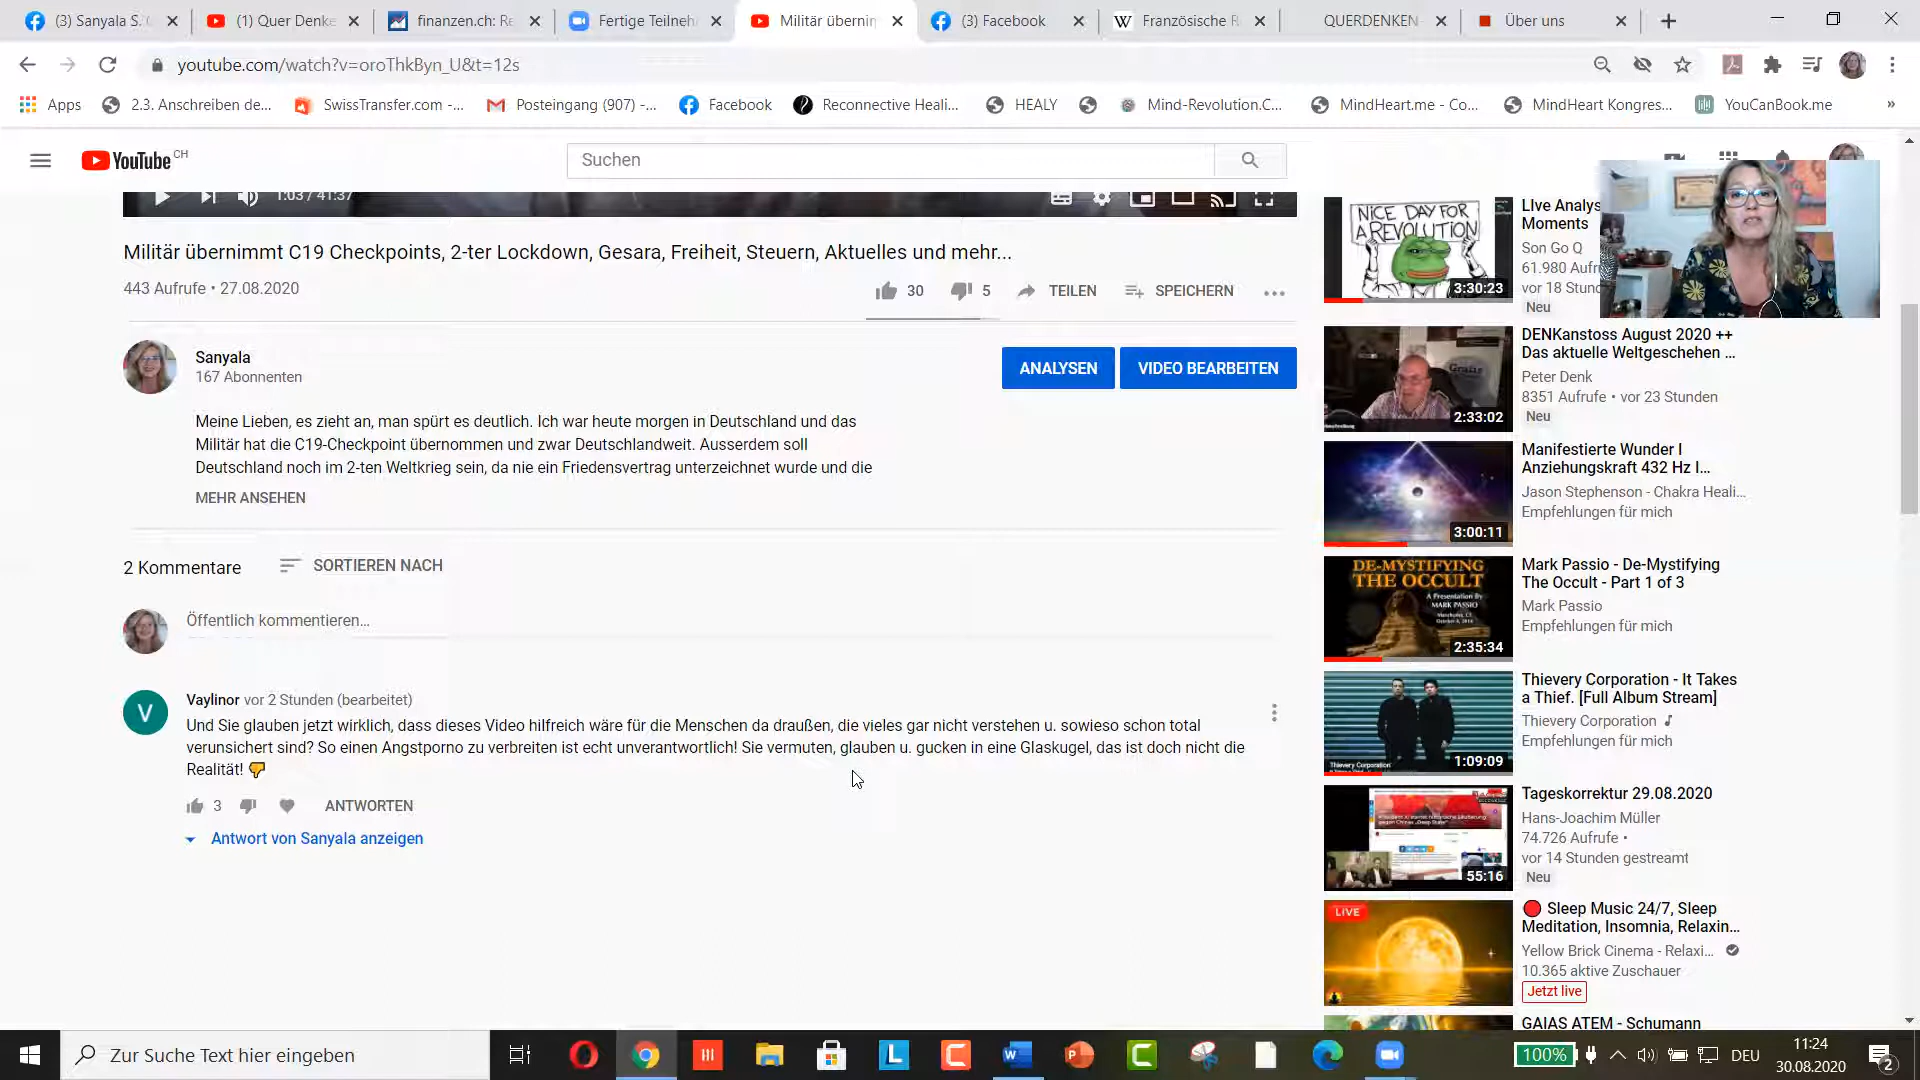 (3) Sanyala S. 
(1) Quer Denke
finanzen.ch: Re
Fertige Teilneh
Militär übernin
(3) Facebook
Französische R
QUERDENKEN
Über uns
youtube.com/watch?v=oroThkByn_U&t=12s
Apps
2.3. Anschreiben de...
SwissTransfer.com -...
Posteingang (907) -...
Facebook
Reconnective Heali...
HEALY
Mind-Revolution.C...
MindHeart.me - Co...
MindHeart Kongres...
YouCanBook.me
»
YouTube CH
Suchen
1:03 / 41:37
Militär übernimmt C19 Checkpoints, 2-ter Lockdown, Gesara, Freiheit, Steuern, Aktuelles und mehr...
443 Aufrufe • 27.08.2020
30
5
TEILEN
SPEICHERN
Sanyala
167 Abonnenten
ANALYSEN
VIDEO BEARBEITEN
Meine Lieben, es zieht an, man spürt es deutlich. Ich war heute morgen in Deutschland und das
Militär hat die C19-Checkpoint übernommen und zwar Deutschlandweit. Ausserdem soll
Deutschland noch im 2-ten Weltkrieg sein, da nie ein Friedensvertrag unterzeichnet wurde und die
MEHR ANSEHEN
2 Kommentare
SORTIEREN NACH
Öffentlich kommentieren...
V
Vaylinor vor 2 Stunden (bearbeitet)
Und Sie glauben jetzt wirklich, dass dieses Video hilfreich wäre für die Menschen da draußen, die vieles gar nicht verstehen u. sowieso schon total
verunsichert sind? So einen Angstporno zu verbreiten ist echt unverantwortlich! Sie vermuten, glauben u. gucken in eine Glaskugel, das ist doch nicht die
Realität! 👎
3
ANTWORTEN
Antwort von Sanyala anzeigen
NICE DAY FOR
A REVOLUTION
3:30:23
LIve Analys
Moments
Son Go Q
61.980 Aufr
vor 18 Stund
Neu
2:33:02
DENKanstoss August 2020 ++
Das aktuelle Weltgeschehen ...
Peter Denk
8351 Aufrufe • vor 23 Stunden
Neu
3:00:11
Manifestierte Wunder I
Anziehungskraft 432 Hz I...
Jason Stephenson - Chakra Heali...
Empfehlungen für mich
DE-MYSTIFYING
THE OCCULT
A Presentation By
MARK PASSIO
2:35:34
Mark Passio - De-Mystifying
The Occult - Part 1 of 3
Mark Passio
Empfehlungen für mich
Thievery Corporation
1:09:09
Thievery Corporation - It Takes
a Thief. [Full Album Stream]
Thievery Corporation
Empfehlungen für mich
55:16
Tageskorrektur 29.08.2020
Hans-Joachim Müller
74.726 Aufrufe •
vor 14 Stunden gestreamt
Neu
LIVE
🔴 Sleep Music 24/7, Sleep
Meditation, Insomnia, Relaxin...
Yellow Brick Cinema - Relaxi...
10.365 aktive Zuschauer
Jetzt live
GAIAS ATEM - Schumann
Zur Suche Text hier eingeben
100%
DEU
11:24
30.08.2020
2